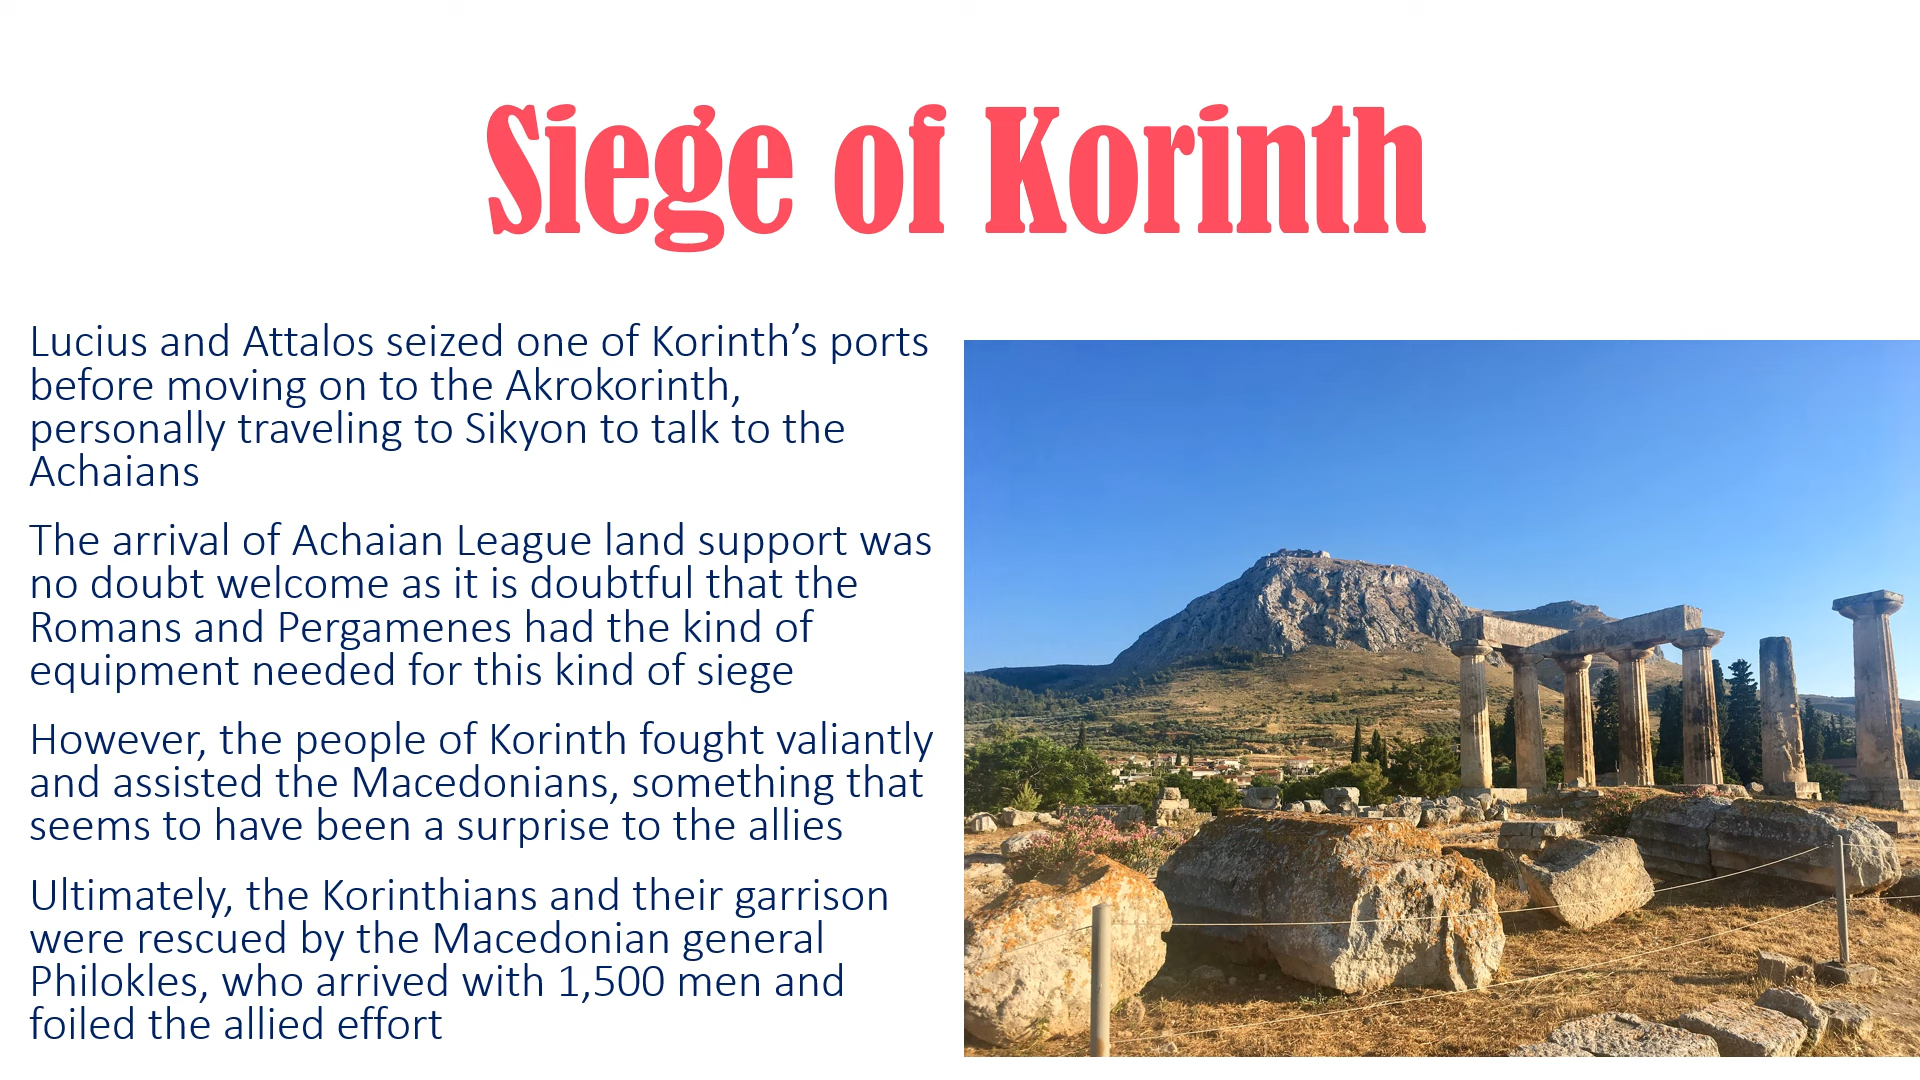 Siege of Korinth
Lucius and Attalos seized one of Korinth’s ports
before moving on to the Akrokorinth,
personally traveling to Sikyon to talk to the
Achaians
The arrival of Achaian League land support was
no doubt welcome as it is doubtful that the
Romans and Pergamenes had the kind of
equipment needed for this kind of siege
However, the people of Korinth fought valiantly
and assisted the Macedonians, something that
seems to have been a surprise to the allies
Ultimately, the Korinthians and their garrison
were rescued by the Macedonian general
Philokles, who arrived with 1,500 men and
foiled the allied effort